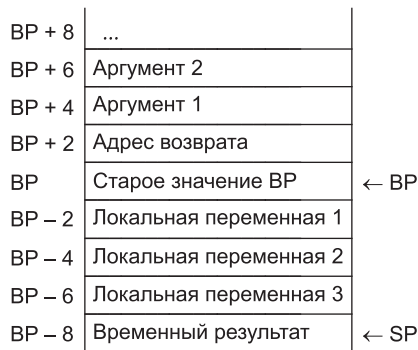 BP + 8 ...
BP + 6 Аргумент 2
BP + 4 Аргумент 1
BP + 2 Адрес возврата
BP Старое значение BP ← BP
BP – 2 Локальная переменная 1
BP – 4 Локальная переменная 2
BP – 6 Локальная переменная 3
BP – 8 Временный результат ← SP